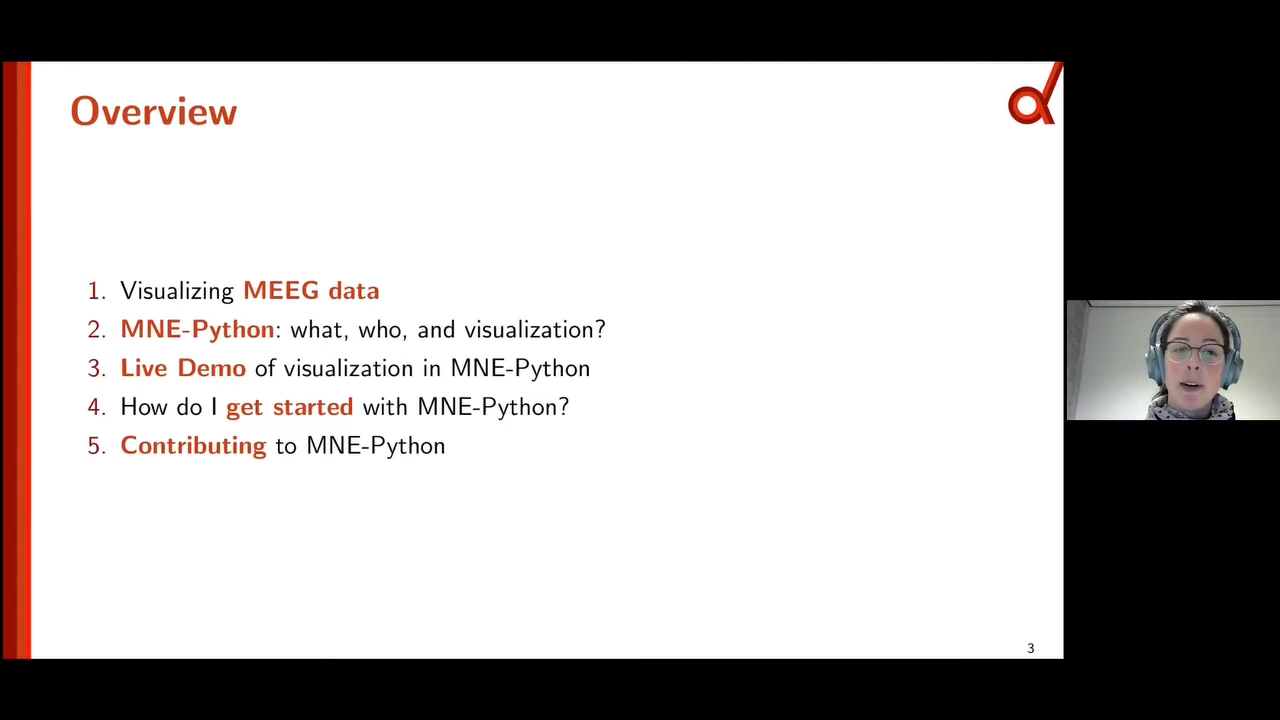 Overview
1. Visualizing MEEG data
2. MNE-Python: what, who, and visualization?
3. Live Demo of visualization in MNE-Python
4. How do I get started with MNE-Python?
5. Contributing to MNE-Python
3